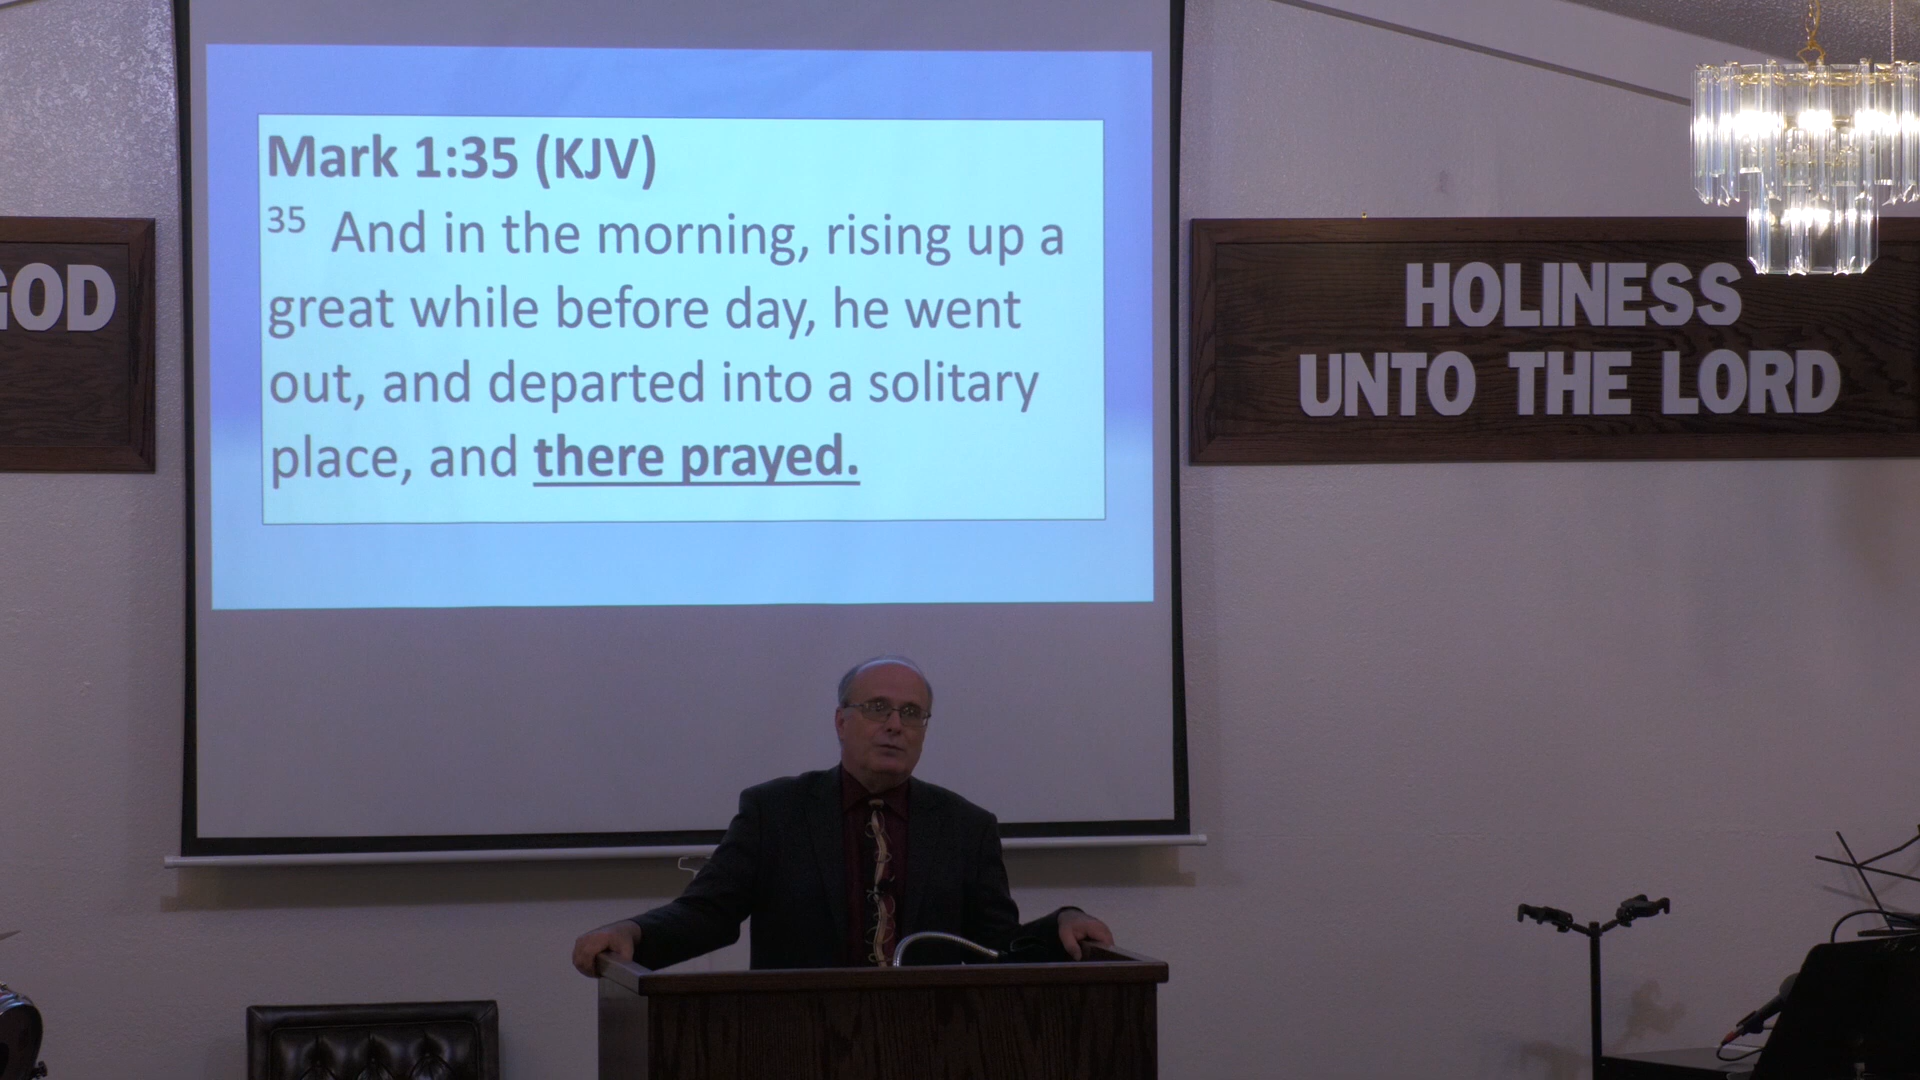 Mark 1:35 (KJV)
35 And in the morning, rising up a
great while before day, he went
out, and departed into a solitary
place, and there prayed.
GOD
HOLINESS
UNTO THE LORD